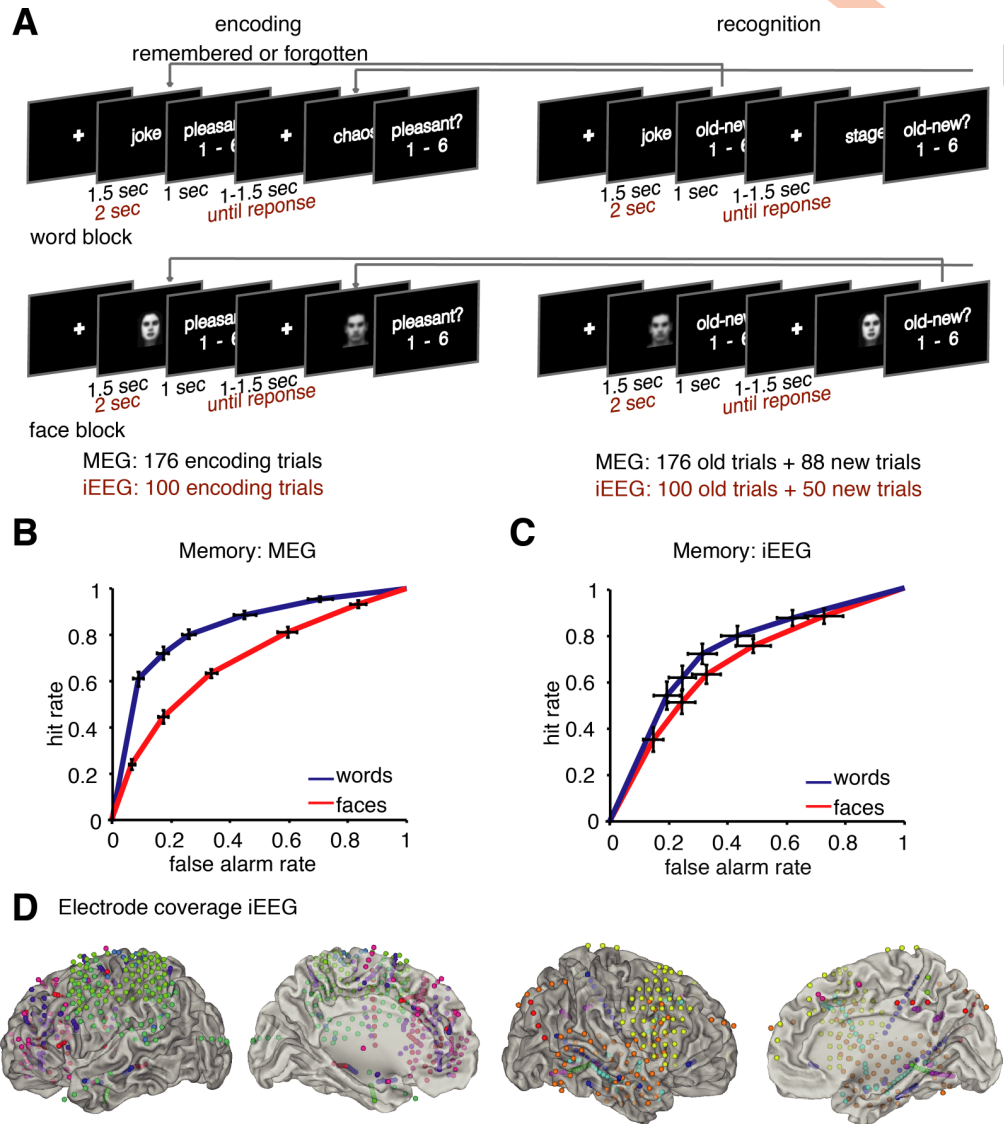 A
encoding
recognition
remembered or forgotten
+
joke
pleasan
1 - 6
+
chaos
pleasant?
1 - 6
+
joke
old-new
1 - 6
+
stage
old-new?
1 - 6
1.5 sec
1 sec
1-1.5 sec
2 sec
until reponse
1.5 sec
1 sec
1-1.5 sec
2 sec
until reponse
word block
+
pleasan
1 - 6
+
pleasant?
1 - 6
+
old-new
1 - 6
+
old-new?
1 - 6
1.5 sec
1 sec
1-1.5 sec
2 sec
until reponse
1.5 sec
1 sec
1-1.5 sec
2 sec
until reponse
face block
MEG: 176 encoding trials
iEEG: 100 encoding trials
MEG: 176 old trials + 88 new trials
iEEG: 100 old trials + 50 new trials
B
Memory: MEG
hit rate
1
0.8
0.6
0.4
0.2
0
0
0.2
0.4
0.6
0.8
1
false alarm rate
words
faces
C
Memory: iEEG
hit rate
1
0.8
0.6
0.4
0.2
0
0
0.2
0.4
0.6
0.8
1
false alarm rate
words
faces
D
Electrode coverage iEEG